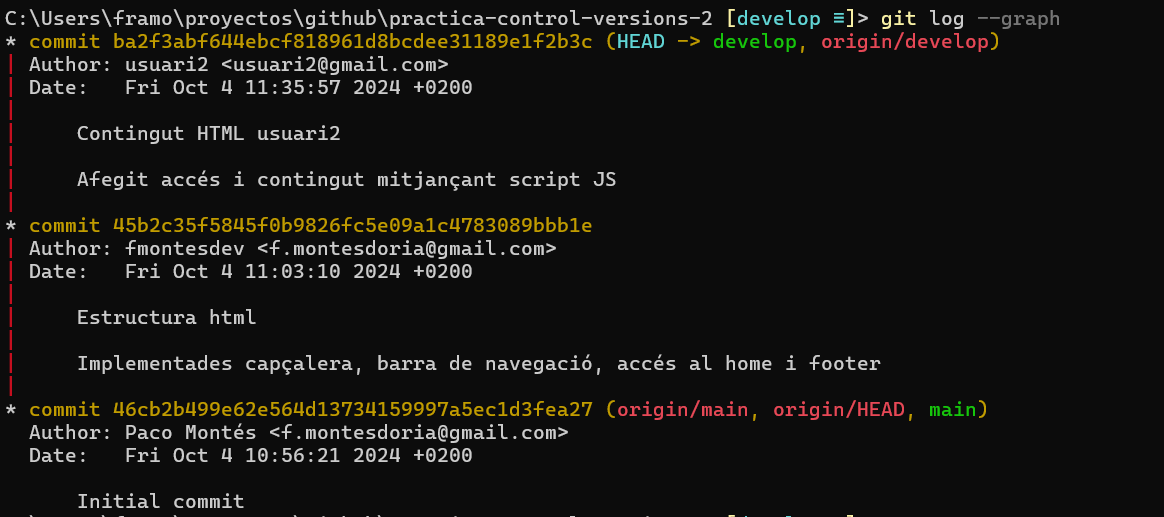 C:\Users\framo\proyectos\github\practica-control-versions-2 [develop ≡]> git log --graph
* commit ba2f3abf644ebcf818961d8bcdee31189e1f2b3c (HEAD -> develop, origin/develop)
| Author: usuari2 <usuari2@gmail.com>
| Date:   Fri Oct 4 11:35:57 2024 +0200
|
|     Contingut HTML usuari2
|
|     Afegit accés i contingut mitjançant script JS
|
* commit 45b2c35f5845f0b9826fc5e09a1c4783089bbb1e
| Author: fmontesdev <f.montesdoria@gmail.com>
| Date:   Fri Oct 4 11:03:10 2024 +0200
|
|     Estructura html
|
|     Implementades capçalera, barra de navegació, accés al home i footer
|
* commit 46cb2b499e62e564d13734159997a5ec1d3fea27 (origin/main, origin/HEAD, main)
  Author: Paco Montés <f.montesdoria@gmail.com>
  Date:   Fri Oct 4 10:56:21 2024 +0200

      Initial commit